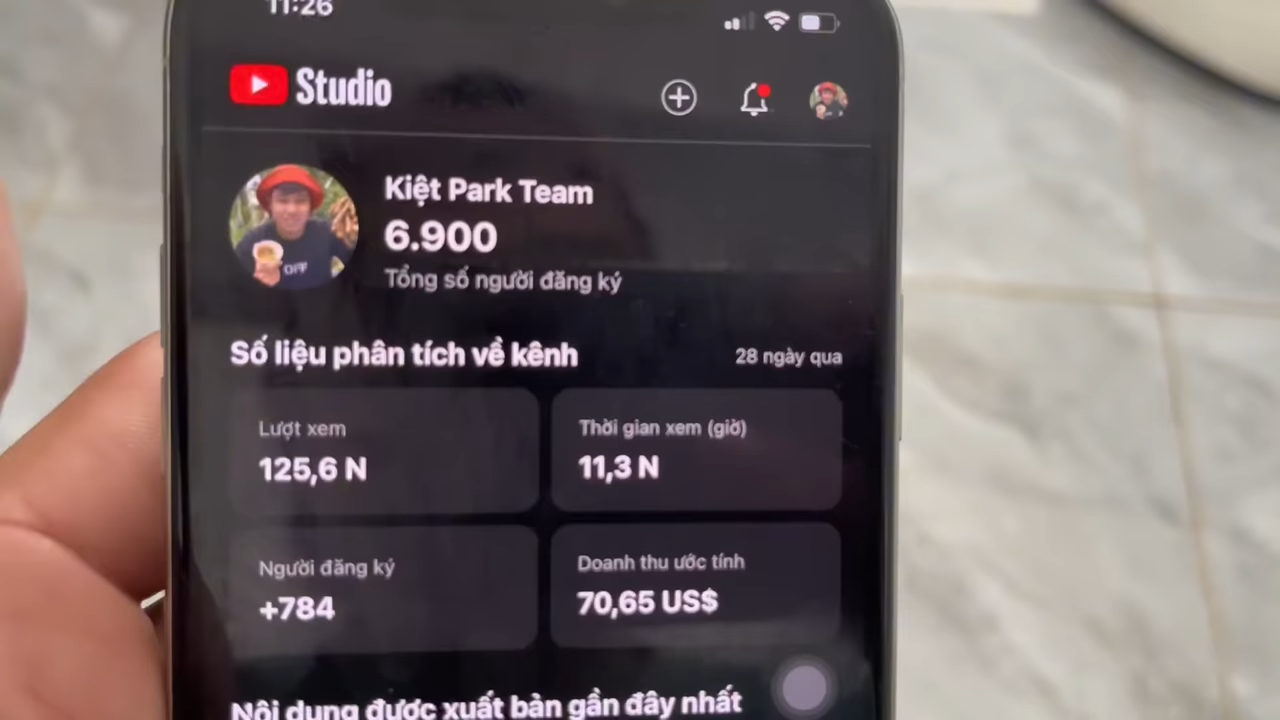 11:26
Studio
Kiệt Park Team
6.900
Tổng số người đăng ký
Số liệu phân tích về kênh
28 ngày qua
Lượt xem
125,6 N
Thời gian xem (giờ)
11,3 N
Người đăng ký
+784
Doanh thu ước tính
70,65 US$
Nội dung được xuất bản gần đây nhất
OFF